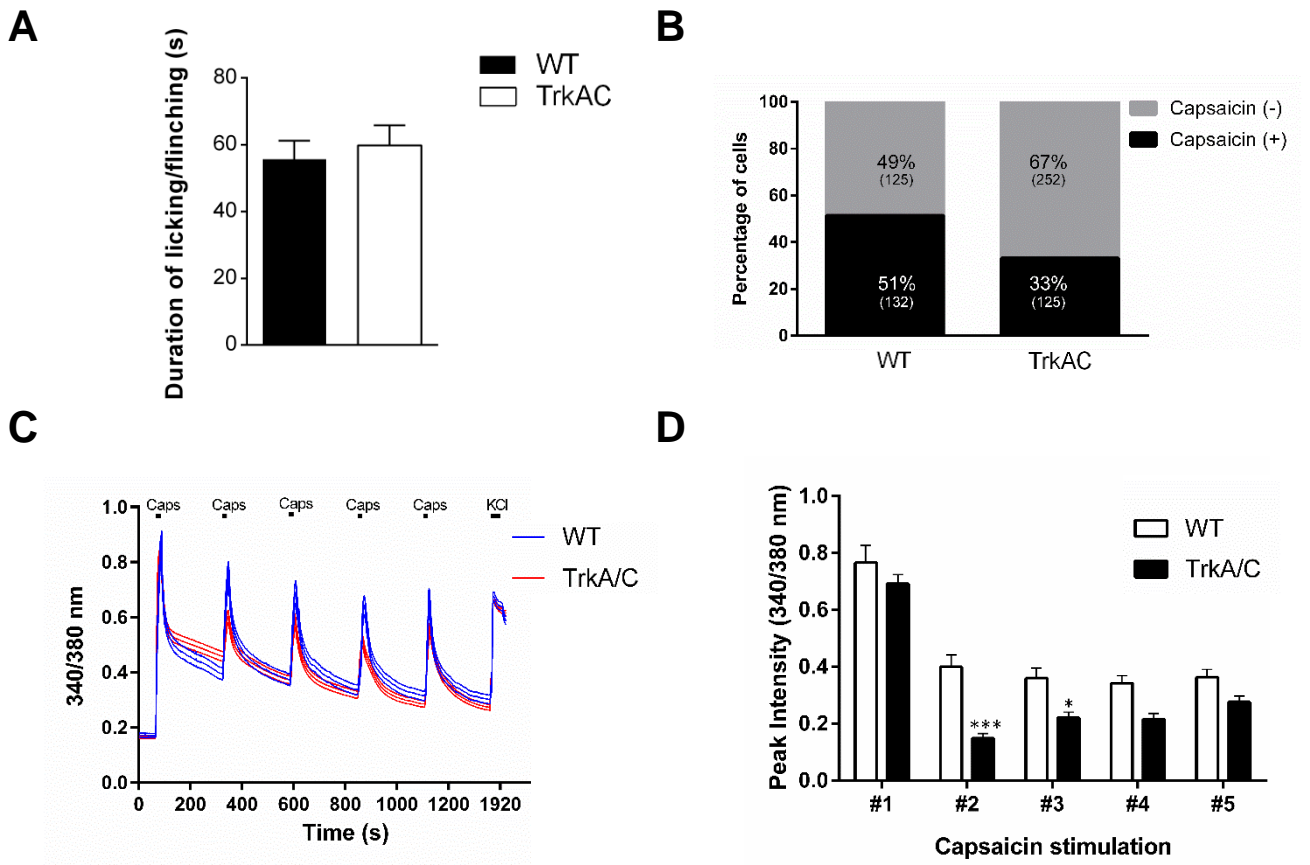 A
Duration of licking/flinching (s)
80
60
40
20
0
WT
TrkAC
B
Percentage of cells
100
80
60
40
20
0
49%
(125)
51%
(132)
67%
(252)
33%
(125)
WT
TrkAC
Capsaicin (-)
Capsaicin (+)
C
340/380 nm
1.0
0.8
0.6
0.4
0.2
0.0
Caps Caps Caps Caps Caps KCl
WT
TrkA/C
0 200 400 600 800 1000 1200 1920
Time (s)
D
Peak Intensity (340/380 nm)
1.0
0.8
0.6
0.4
0.2
0.0
***
*
WT
TrkA/C
#1 #2 #3 #4 #5
Capsaicin stimulation